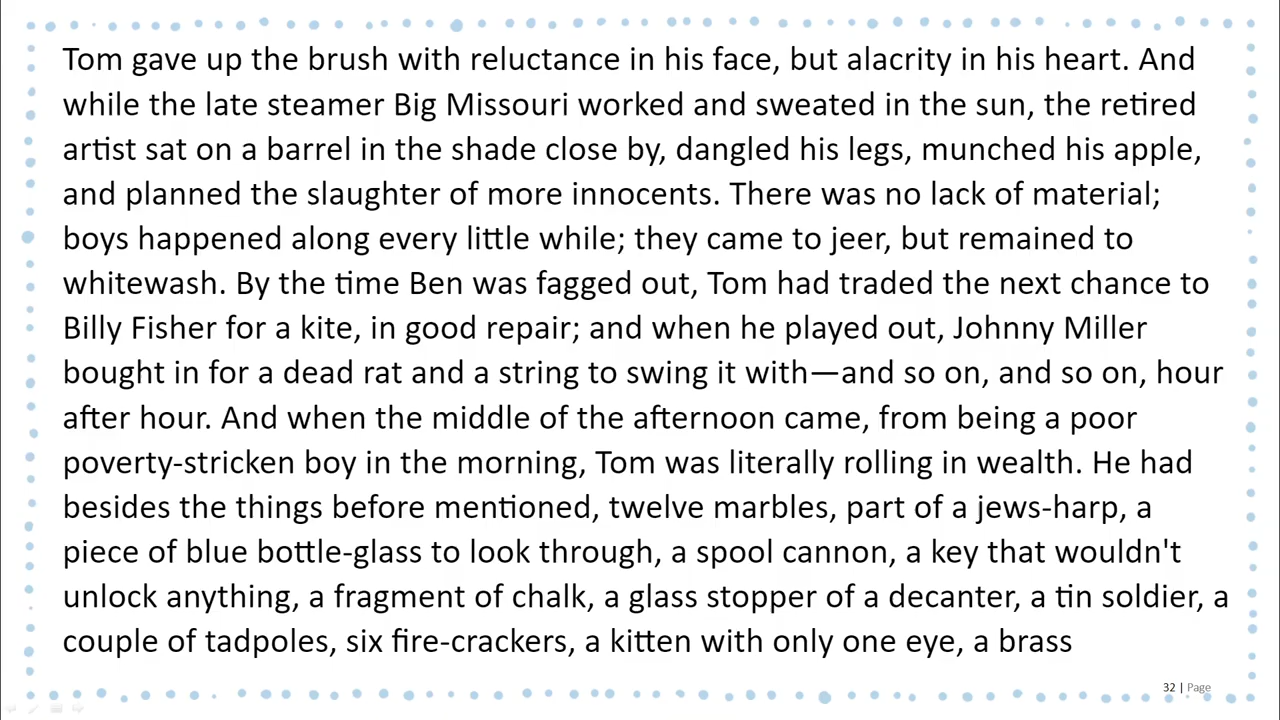 Tom gave up the brush with reluctance in his face, but alacrity in his heart. And
while the late steamer Big Missouri worked and sweated in the sun, the retired
artist sat on a barrel in the shade close by, dangled his legs, munched his apple,
and planned the slaughter of more innocents. There was no lack of material;
boys happened along every little while; they came to jeer, but remained to
whitewash. By the time Ben was fagged out, Tom had traded the next chance to
Billy Fisher for a kite, in good repair; and when he played out, Johnny Miller
bought in for a dead rat and a string to swing it with—and so on, and so on, hour
after hour. And when the middle of the afternoon came, from being a poor
poverty-stricken boy in the morning, Tom was literally rolling in wealth. He had
besides the things before mentioned, twelve marbles, part of a jews-harp, a
piece of blue bottle-glass to look through, a spool cannon, a key that wouldn't
unlock anything, a fragment of chalk, a glass stopper of a decanter, a tin soldier, a
couple of tadpoles, six fire-crackers, a kitten with only one eye, a brass
32 | Page